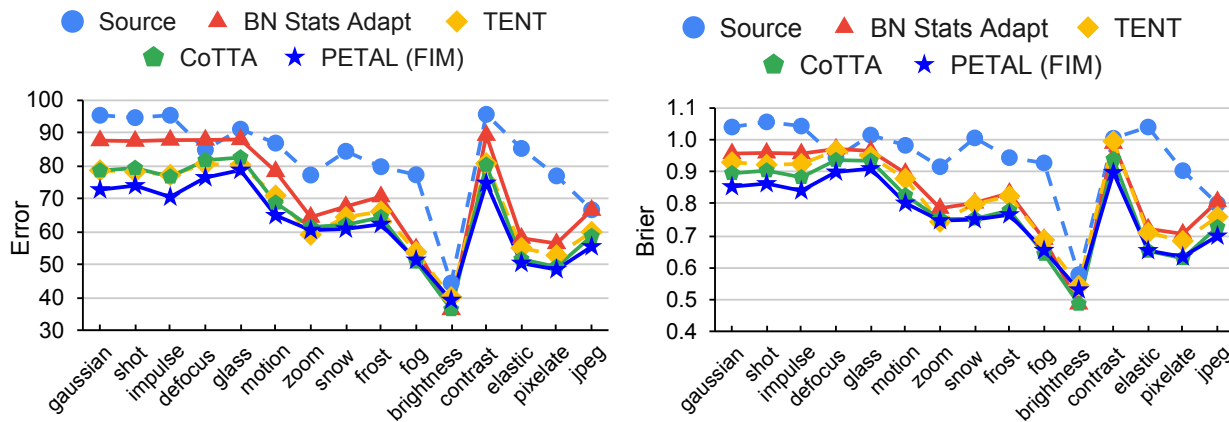 Source BN Stats Adapt TENT
CoTTA PETAL (FIM)
Error
100
90
80
70
60
50
40
30
gaussian
shot
impulse
defocus
glass
motion
zoom
snow
frost
fog
brightness
contrast
elastic
pixelate
jpeg
Source BN Stats Adapt TENT
CoTTA PETAL (FIM)
Brier
1.1
1.0
0.9
0.8
0.7
0.6
0.5
0.4
gaussian
shot
impulse
defocus
glass
motion
zoom
snow
frost
fog
brightness
contrast
elastic
pixelate
jpeg